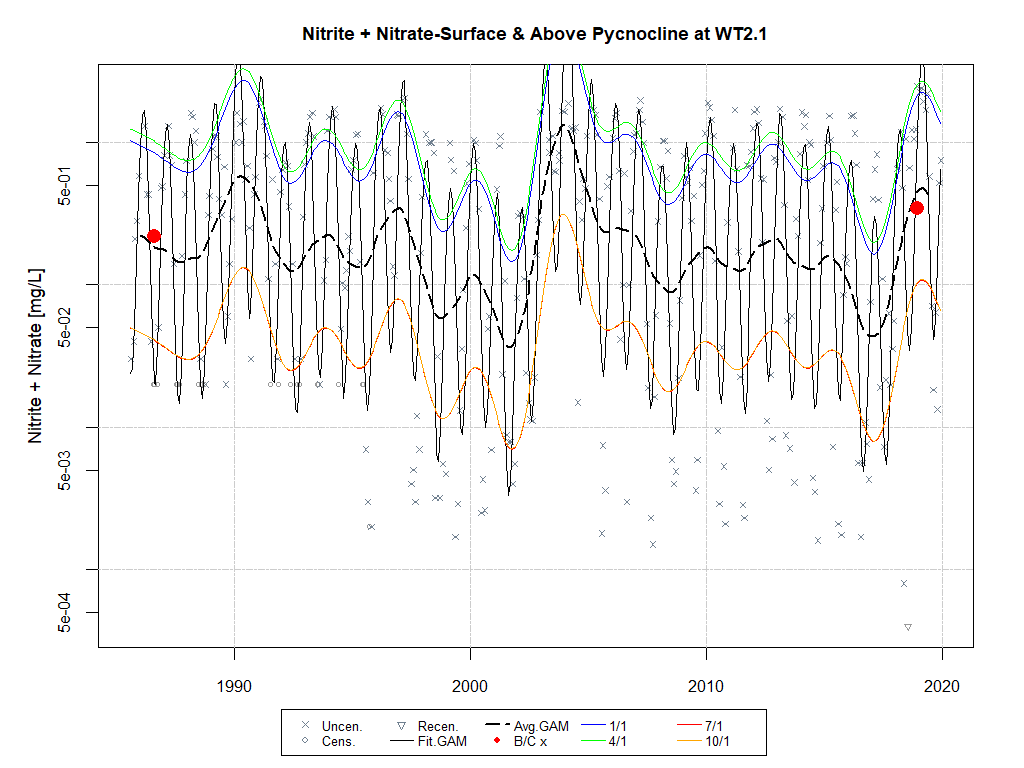 Nitrite + Nitrate-Surface & Above Pycnocline at WT2.1
Nitrite + Nitrate [mg/L]
5e-01
5e-02
5e-03
5e-04
1990 2000 2010 2020
Uncen. Recen. Avg.GAM 1/1 7/1
Cens. Fit.GAM B/C x 4/1 10/1